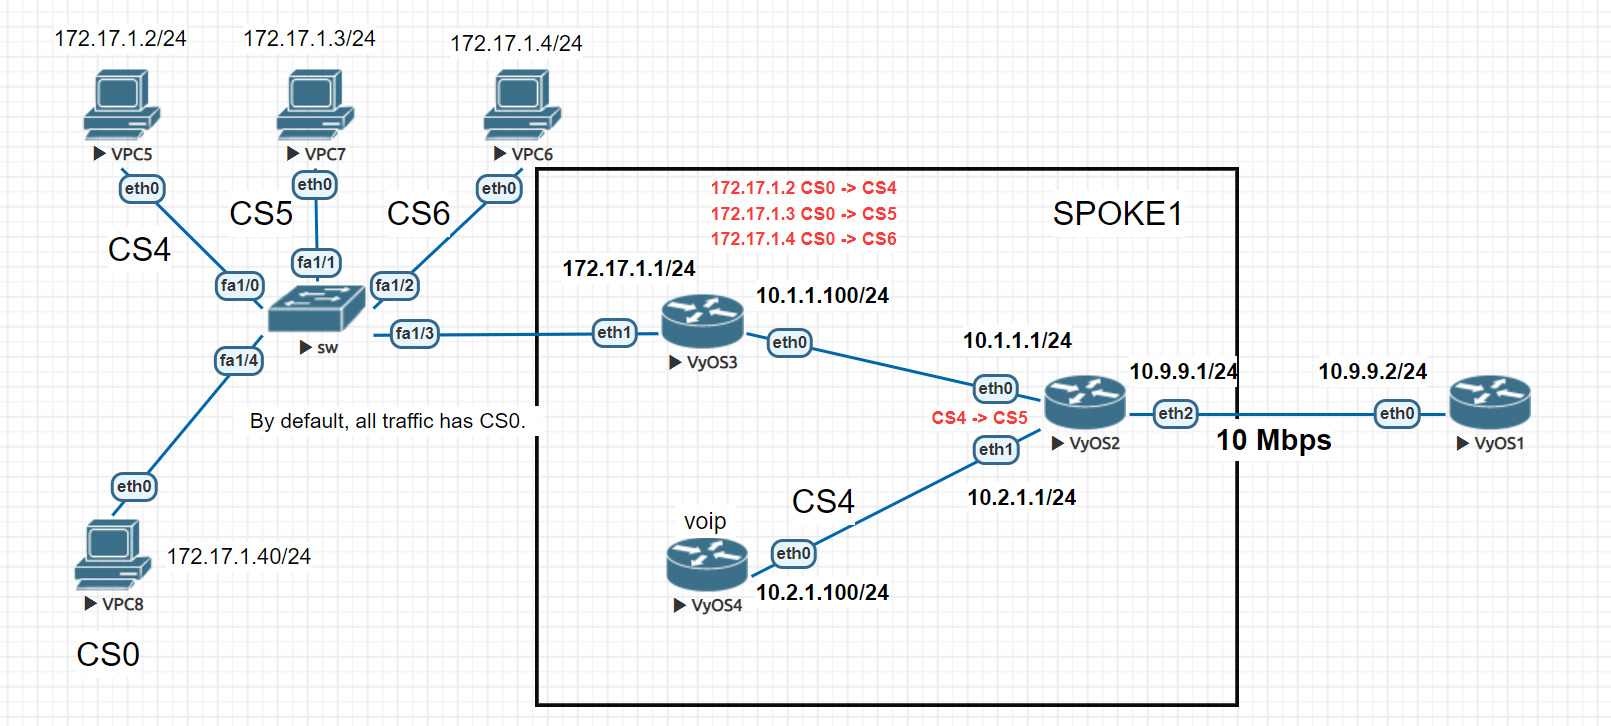 172.17.1.2/24
172.17.1.3/24
172.17.1.4/24
VPC5
VPC7
VPC6
eth0
eth0
eth0
CS4
CS5
CS6
172.17.1.2 CS0 -> CS4
172.17.1.3 CS0 -> CS5
172.17.1.4 CS0 -> CS6
SPOKE1
fa1/0
fa1/1
fa1/2
172.17.1.1/24
10.1.1.100/24
sw
fa1/3
eth1
VyOS3
eth0
10.1.1.1/24
fa1/4
eth0
10.9.9.1/24
10.9.9.2/24
By default, all traffic has CS0.
CS4 -> CS5
eth2
eth0
VyOS2
10 Mbps
VyOS1
eth1
10.2.1.1/24
eth0
CS4
voip
172.17.1.40/24
eth0
VPC8
VyOS4
10.2.1.100/24
CS0